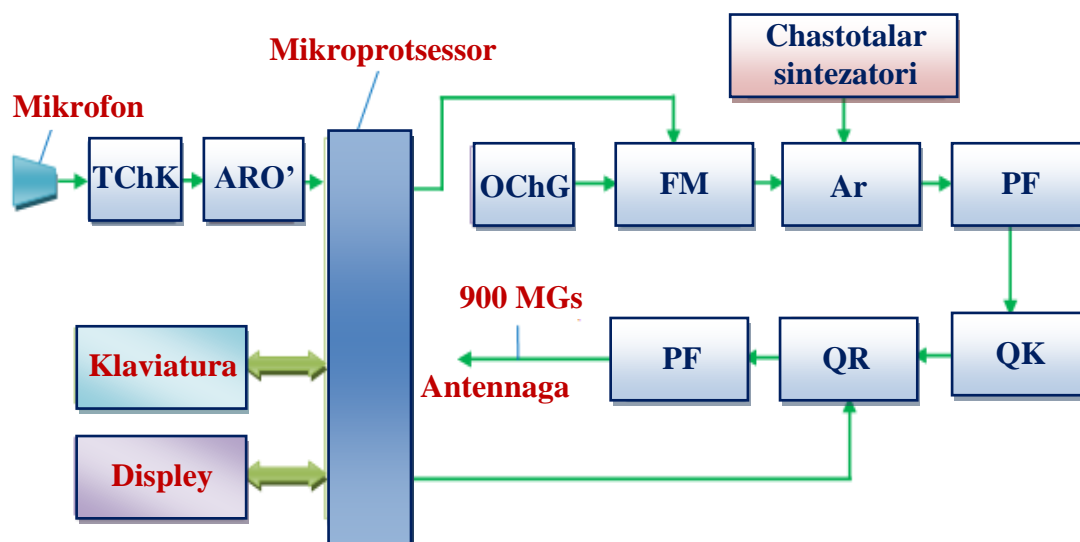 Mikroprotsessor
Chastotalar
sintezatori
Mikrofon
TChK
ARO’
OChG
FM
Ar
PF
900 MGs
Antennaga
PF
QR
QK
Klaviatura
Displey